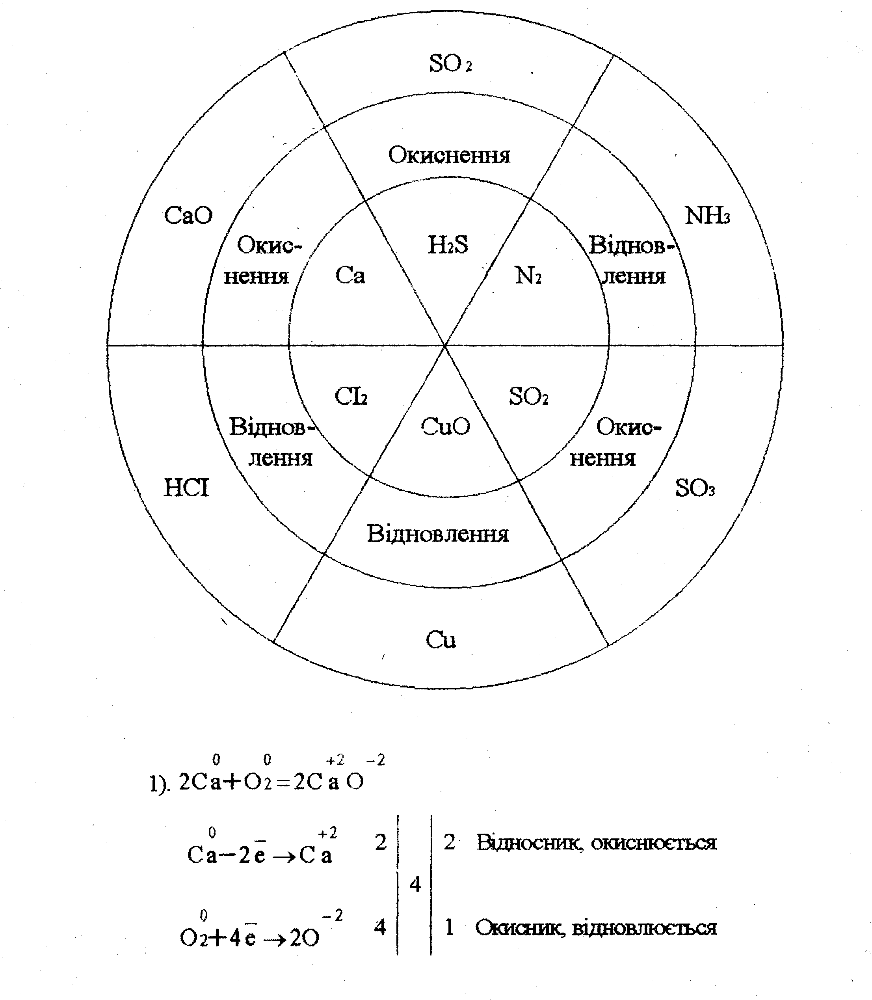 SO₂
Окиснення
CaO
NH₃
Окис-
нення
Ca
H₂S
N₂
Віднов-
лення
Cl₂
SO₂
CuO
Віднов-
лення
Окис-
нення
HCl
SO₃
Відновлення
Cu
0 0 +2 −2
1). 2Ca+O₂=2CaO
0 +2
Ca−2e̅→Ca 2 2 Відносник, окиснюється
4
0 −2
O₂+4e̅→2O 4 1 Окисник, відновлюється